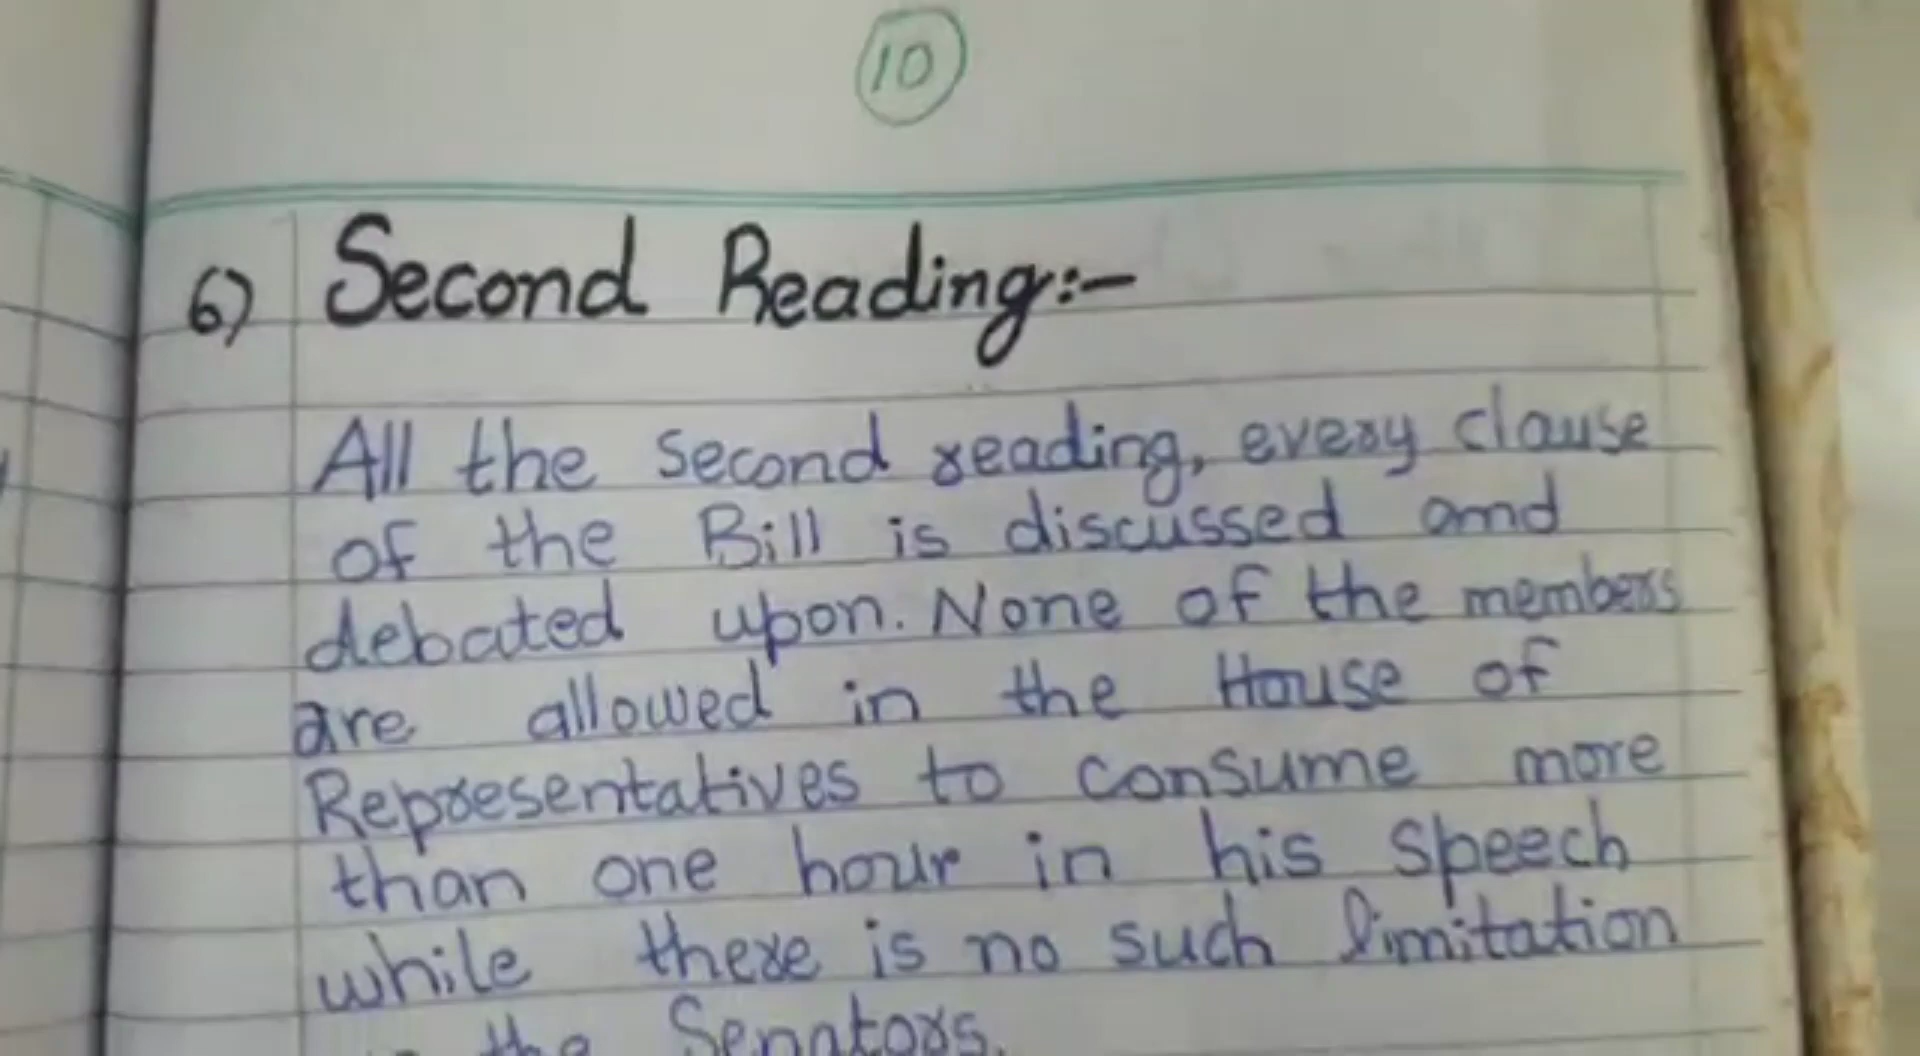 10
6) Second Reading:-
All the second reading, every clause
of the Bill is discussed and
debated upon. None of the members
are allowed in the House of
Representatives to consume more
than one hour in his speech
while there is no such limitation
the Senators.